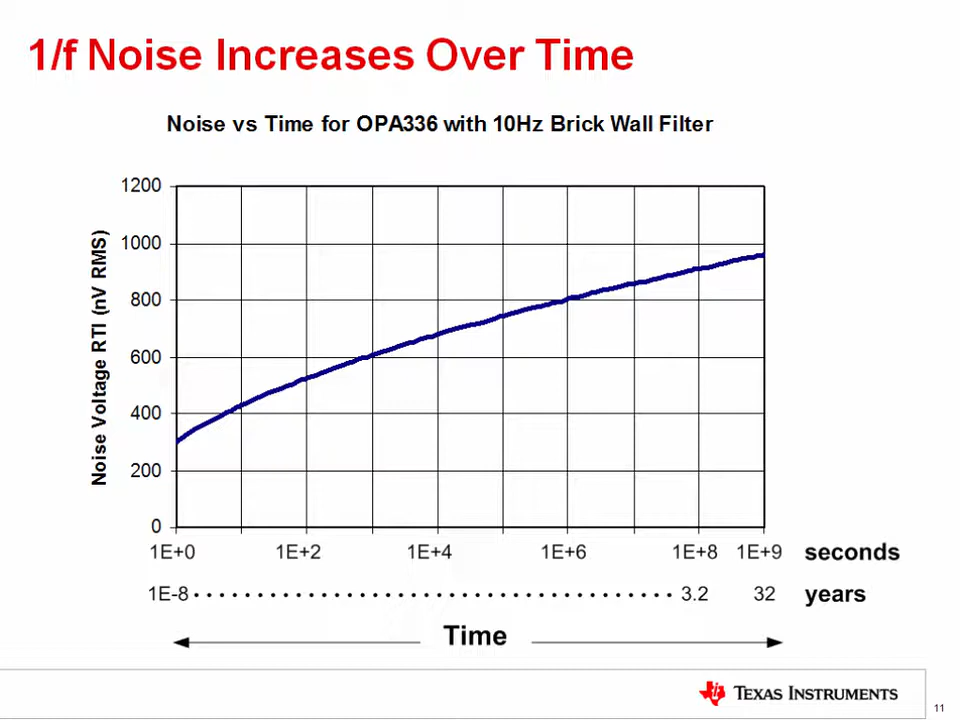 1/f Noise Increases Over Time
Noise vs Time for OPA336 with 10Hz Brick Wall Filter
Noise Voltage RTI (nV RMS)
1200
1000
800
600
400
200
0
1E+0 1E+2 1E+4 1E+6 1E+8 1E+9 seconds
1E-8 3.2 32 years
Time
TEXAS INSTRUMENTS
11